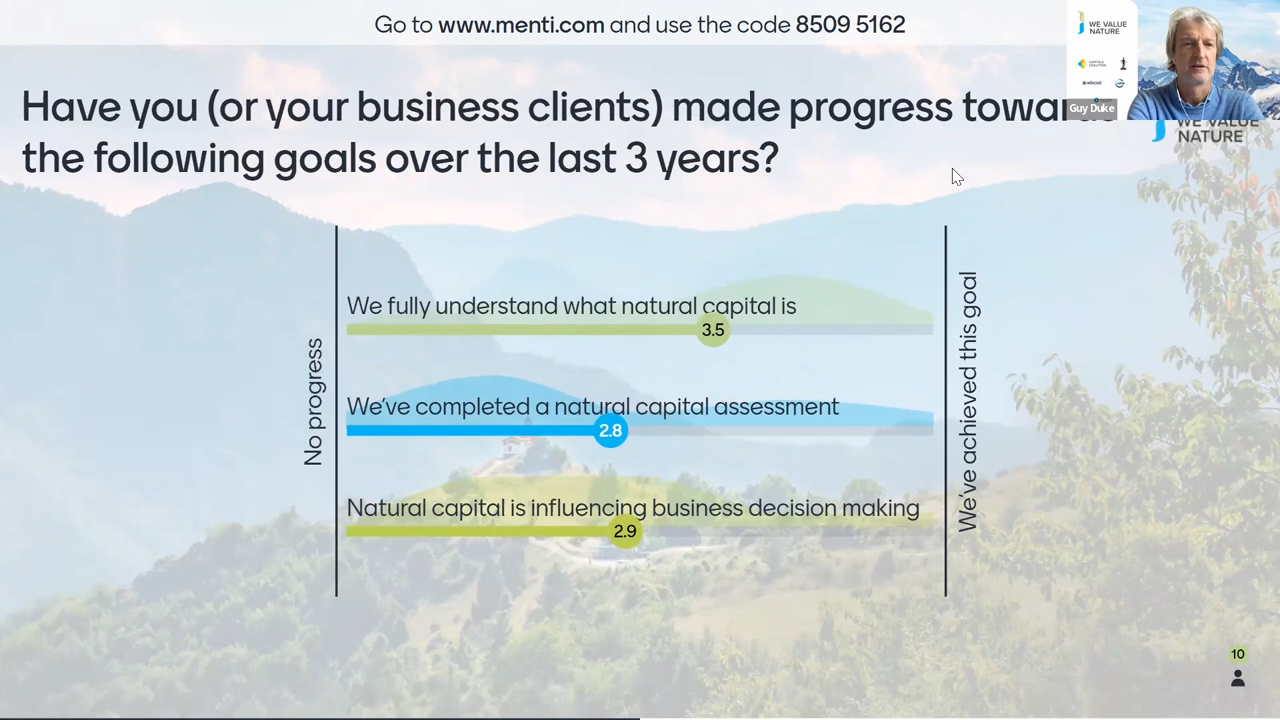 Go to www.menti.com and use the code 8509 5162
WE VALUE
NATURE
Guy Duke
Have you (or your business clients) made progress
the following goals over the last 3 years?
WE VALUE
NATURE
No progress
We fully understand what natural capital is
3.5
We've completed a natural capital assessment
2.8
Natural capital is influencing business decision making
2.9
We've achieved this goal
10